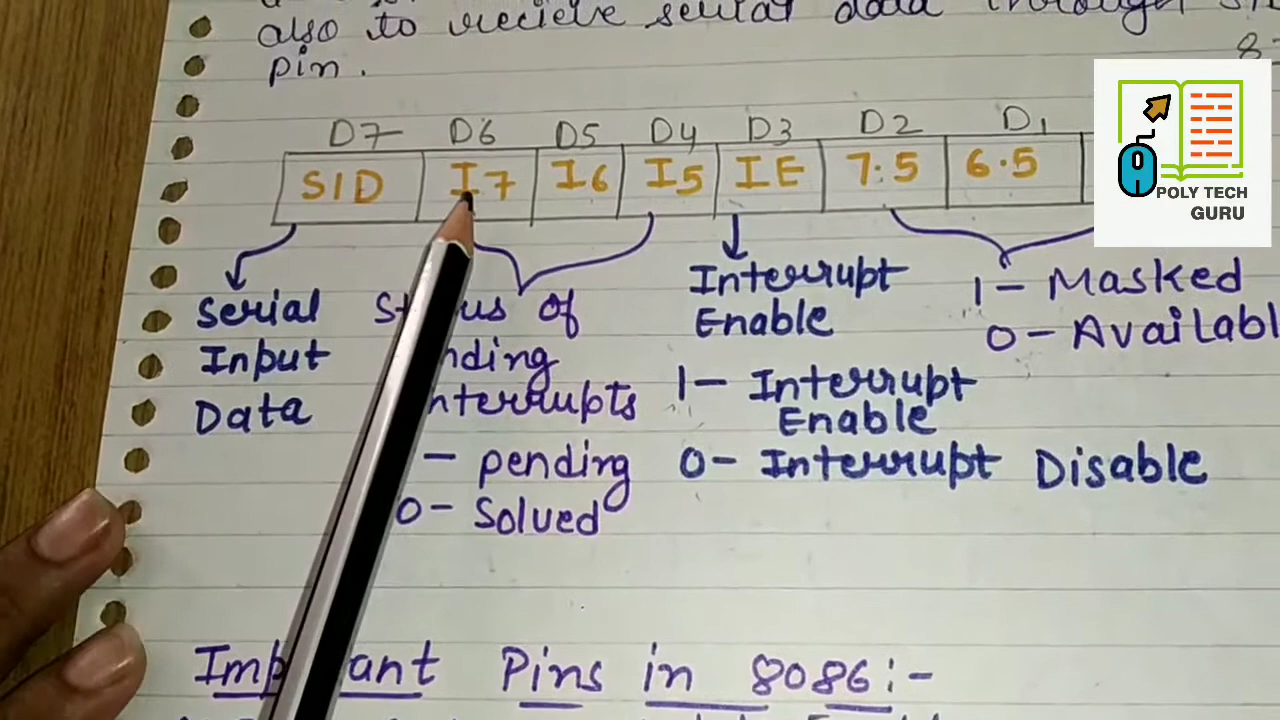 also to recieve serial data through
pin.
D7 D6 D5 D4 D3 D2 D1
SID I7 I6 I5 IE 7.5 6.5
Serial
Input
Data
of
interrupts
- pending
0- Solved
Interrupt
Enable
1- Interrupt
Enable
0- Interrupt Disable
1- Masked
0- Availabl
Pins in 8086:-
POLY TECH
GURU